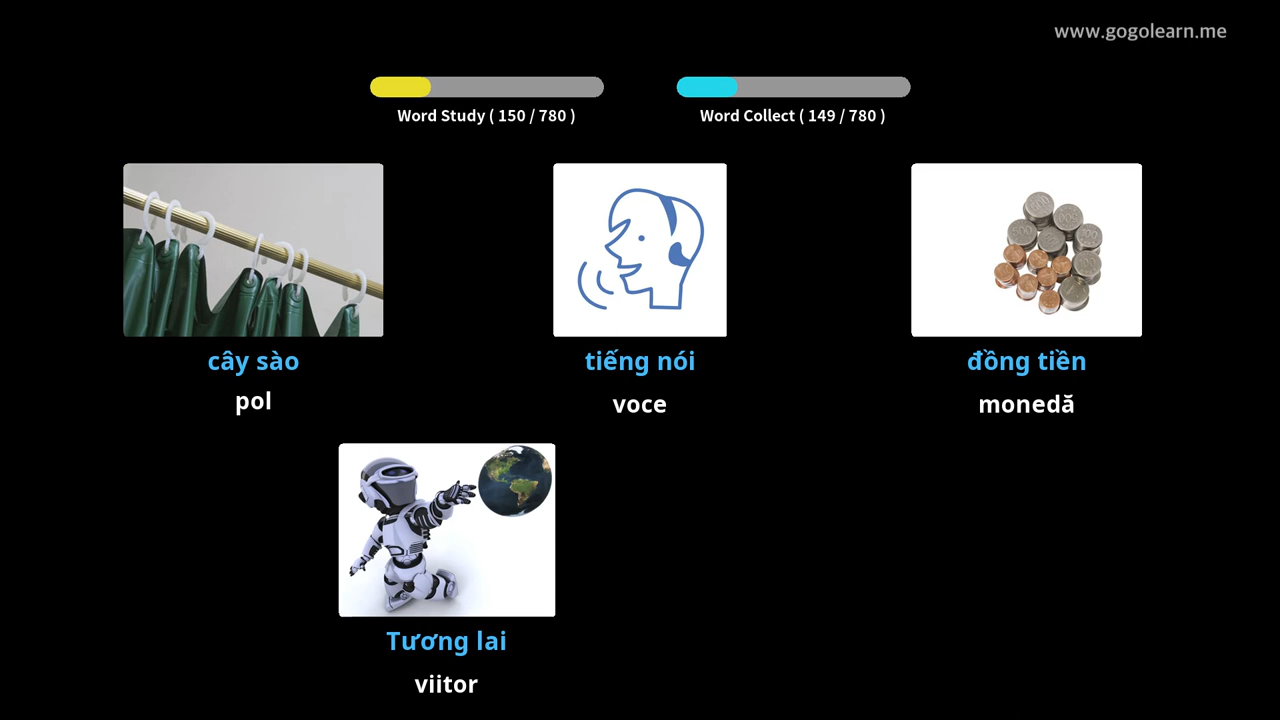 www.gogolearn.me
Word Study ( 150 / 780 )
Word Collect ( 149 / 780 )
cây sào
tiếng nói
đồng tiền
pol
voce
monedă
Tương lai
viitor